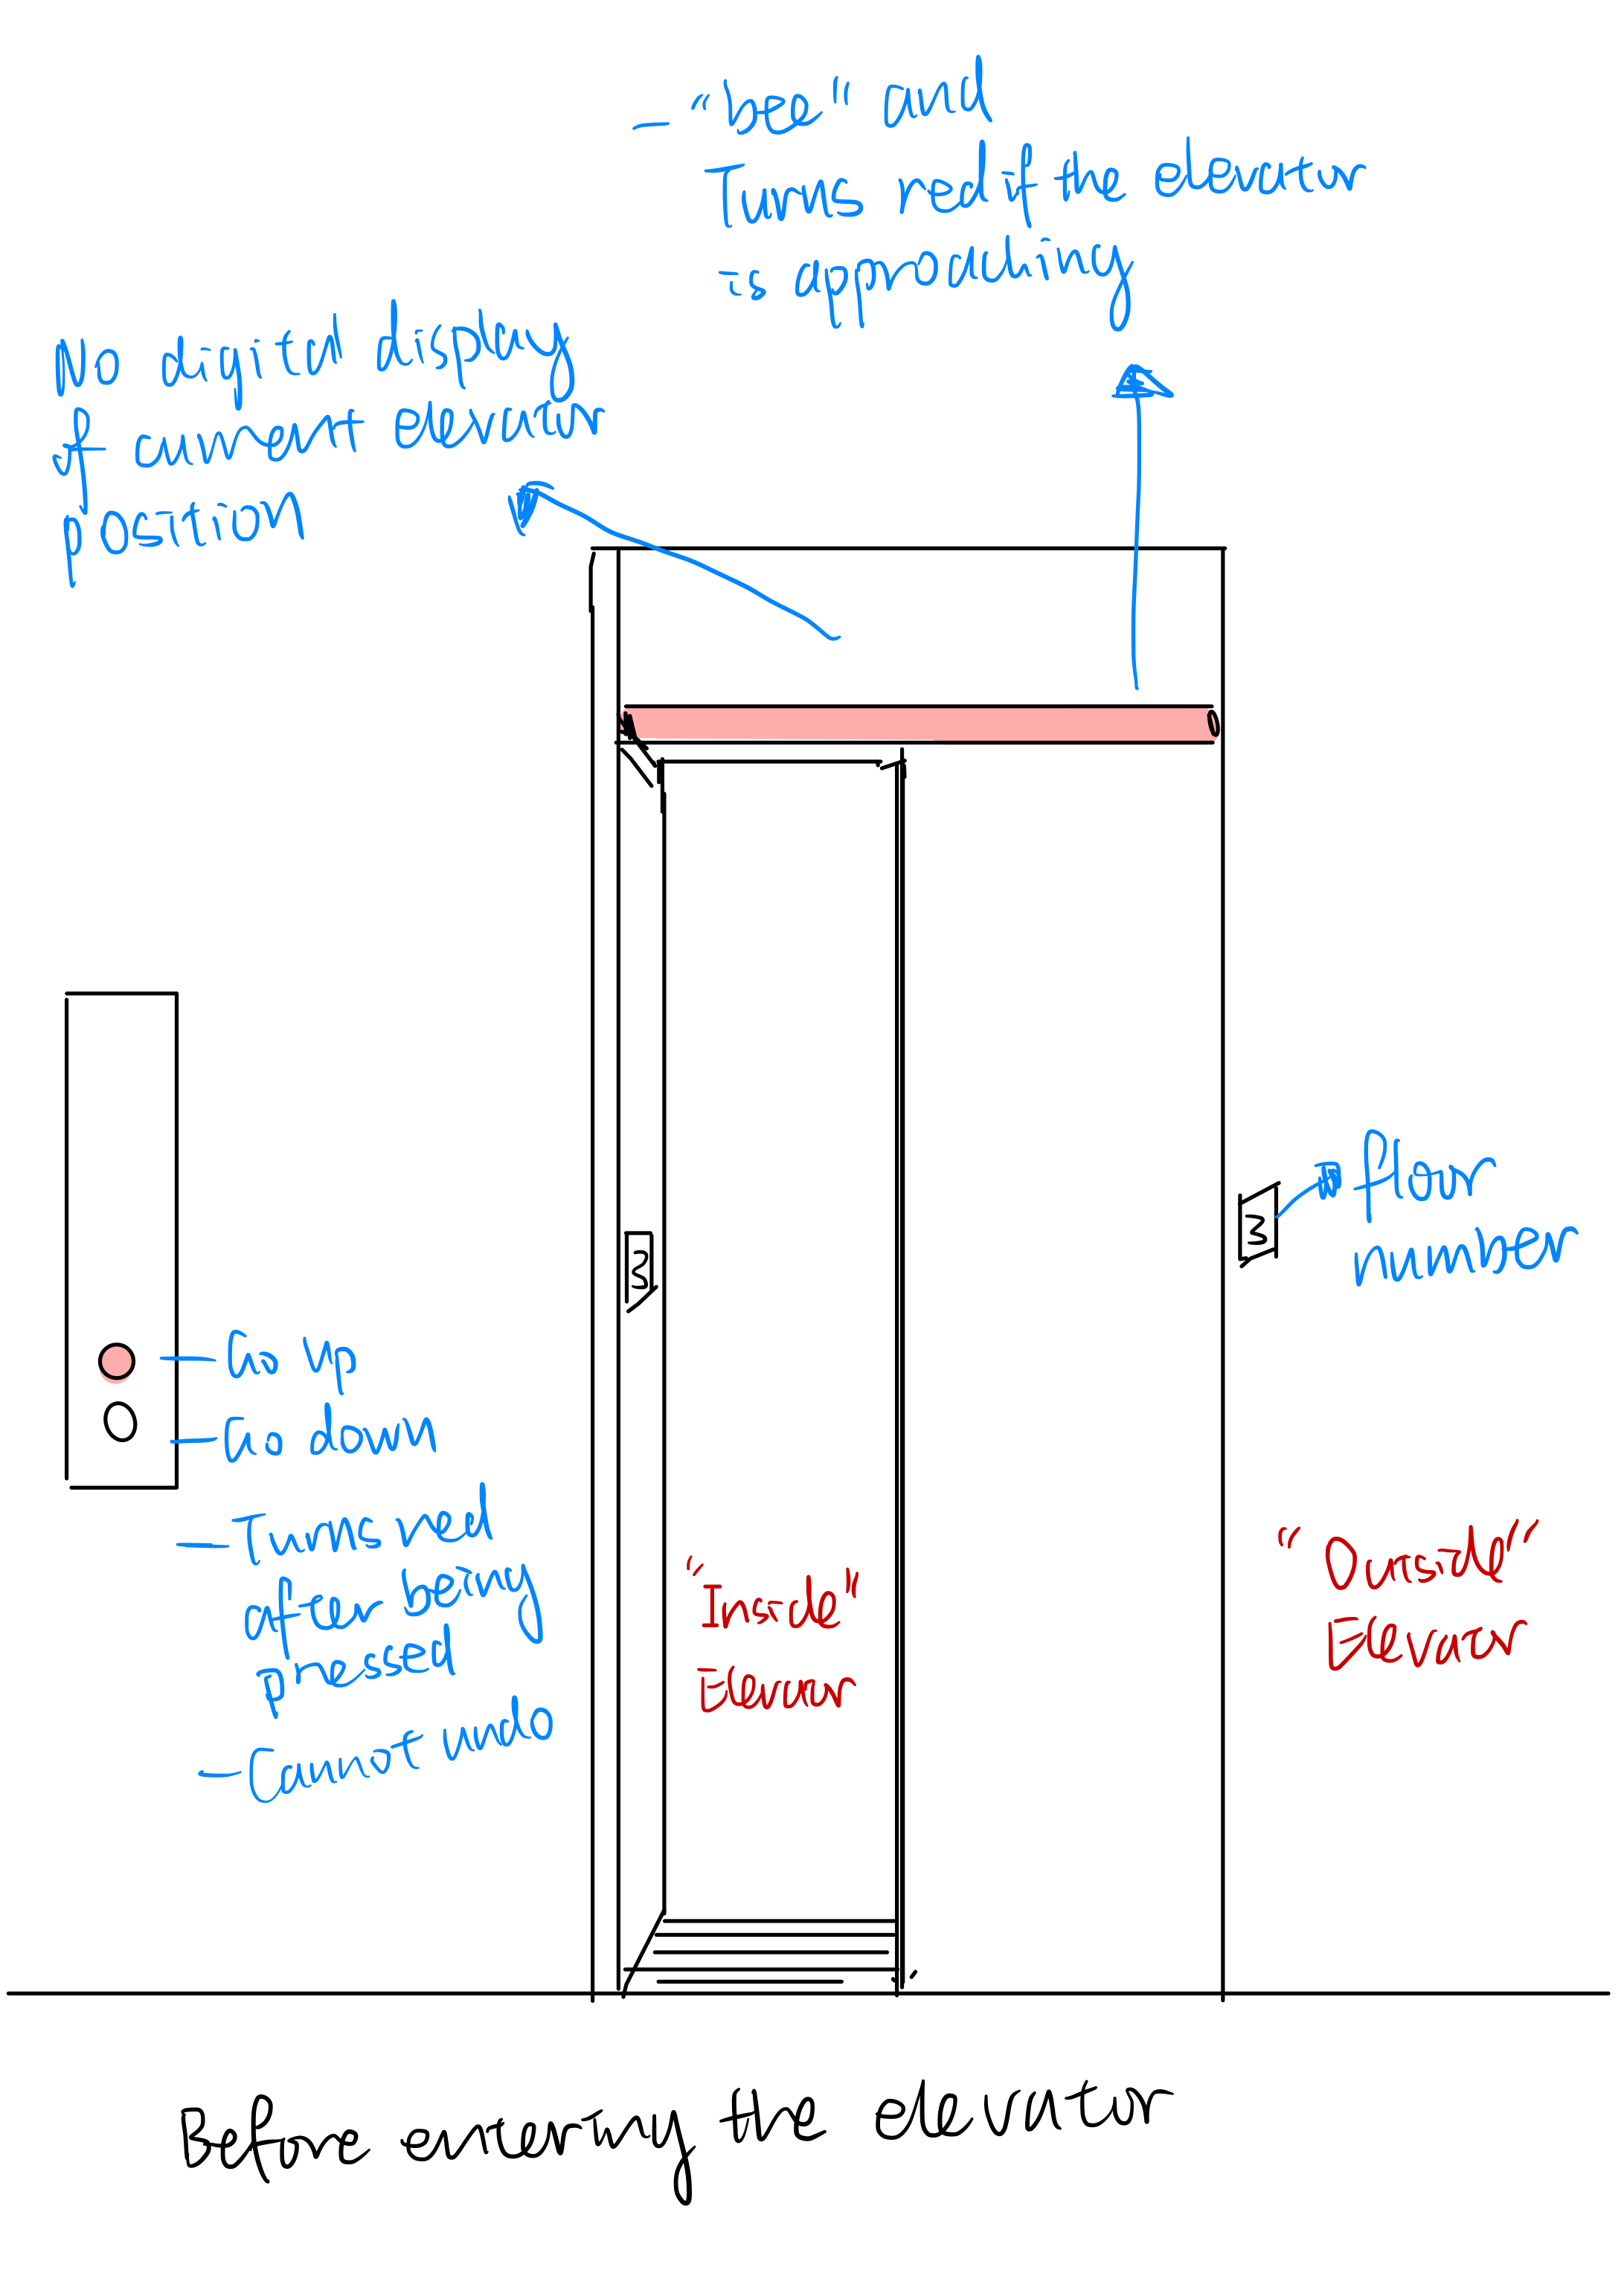 - "bee" and
Turns red if the elevator
is approaching
No digital display
of current elevator
position
3
3
floor
number
- Go up
- Go down
- Turns red
after being
pressed
- Cannot undo
"Inside"
Elevator
"Outside"
Elevator
Before entering the elevator